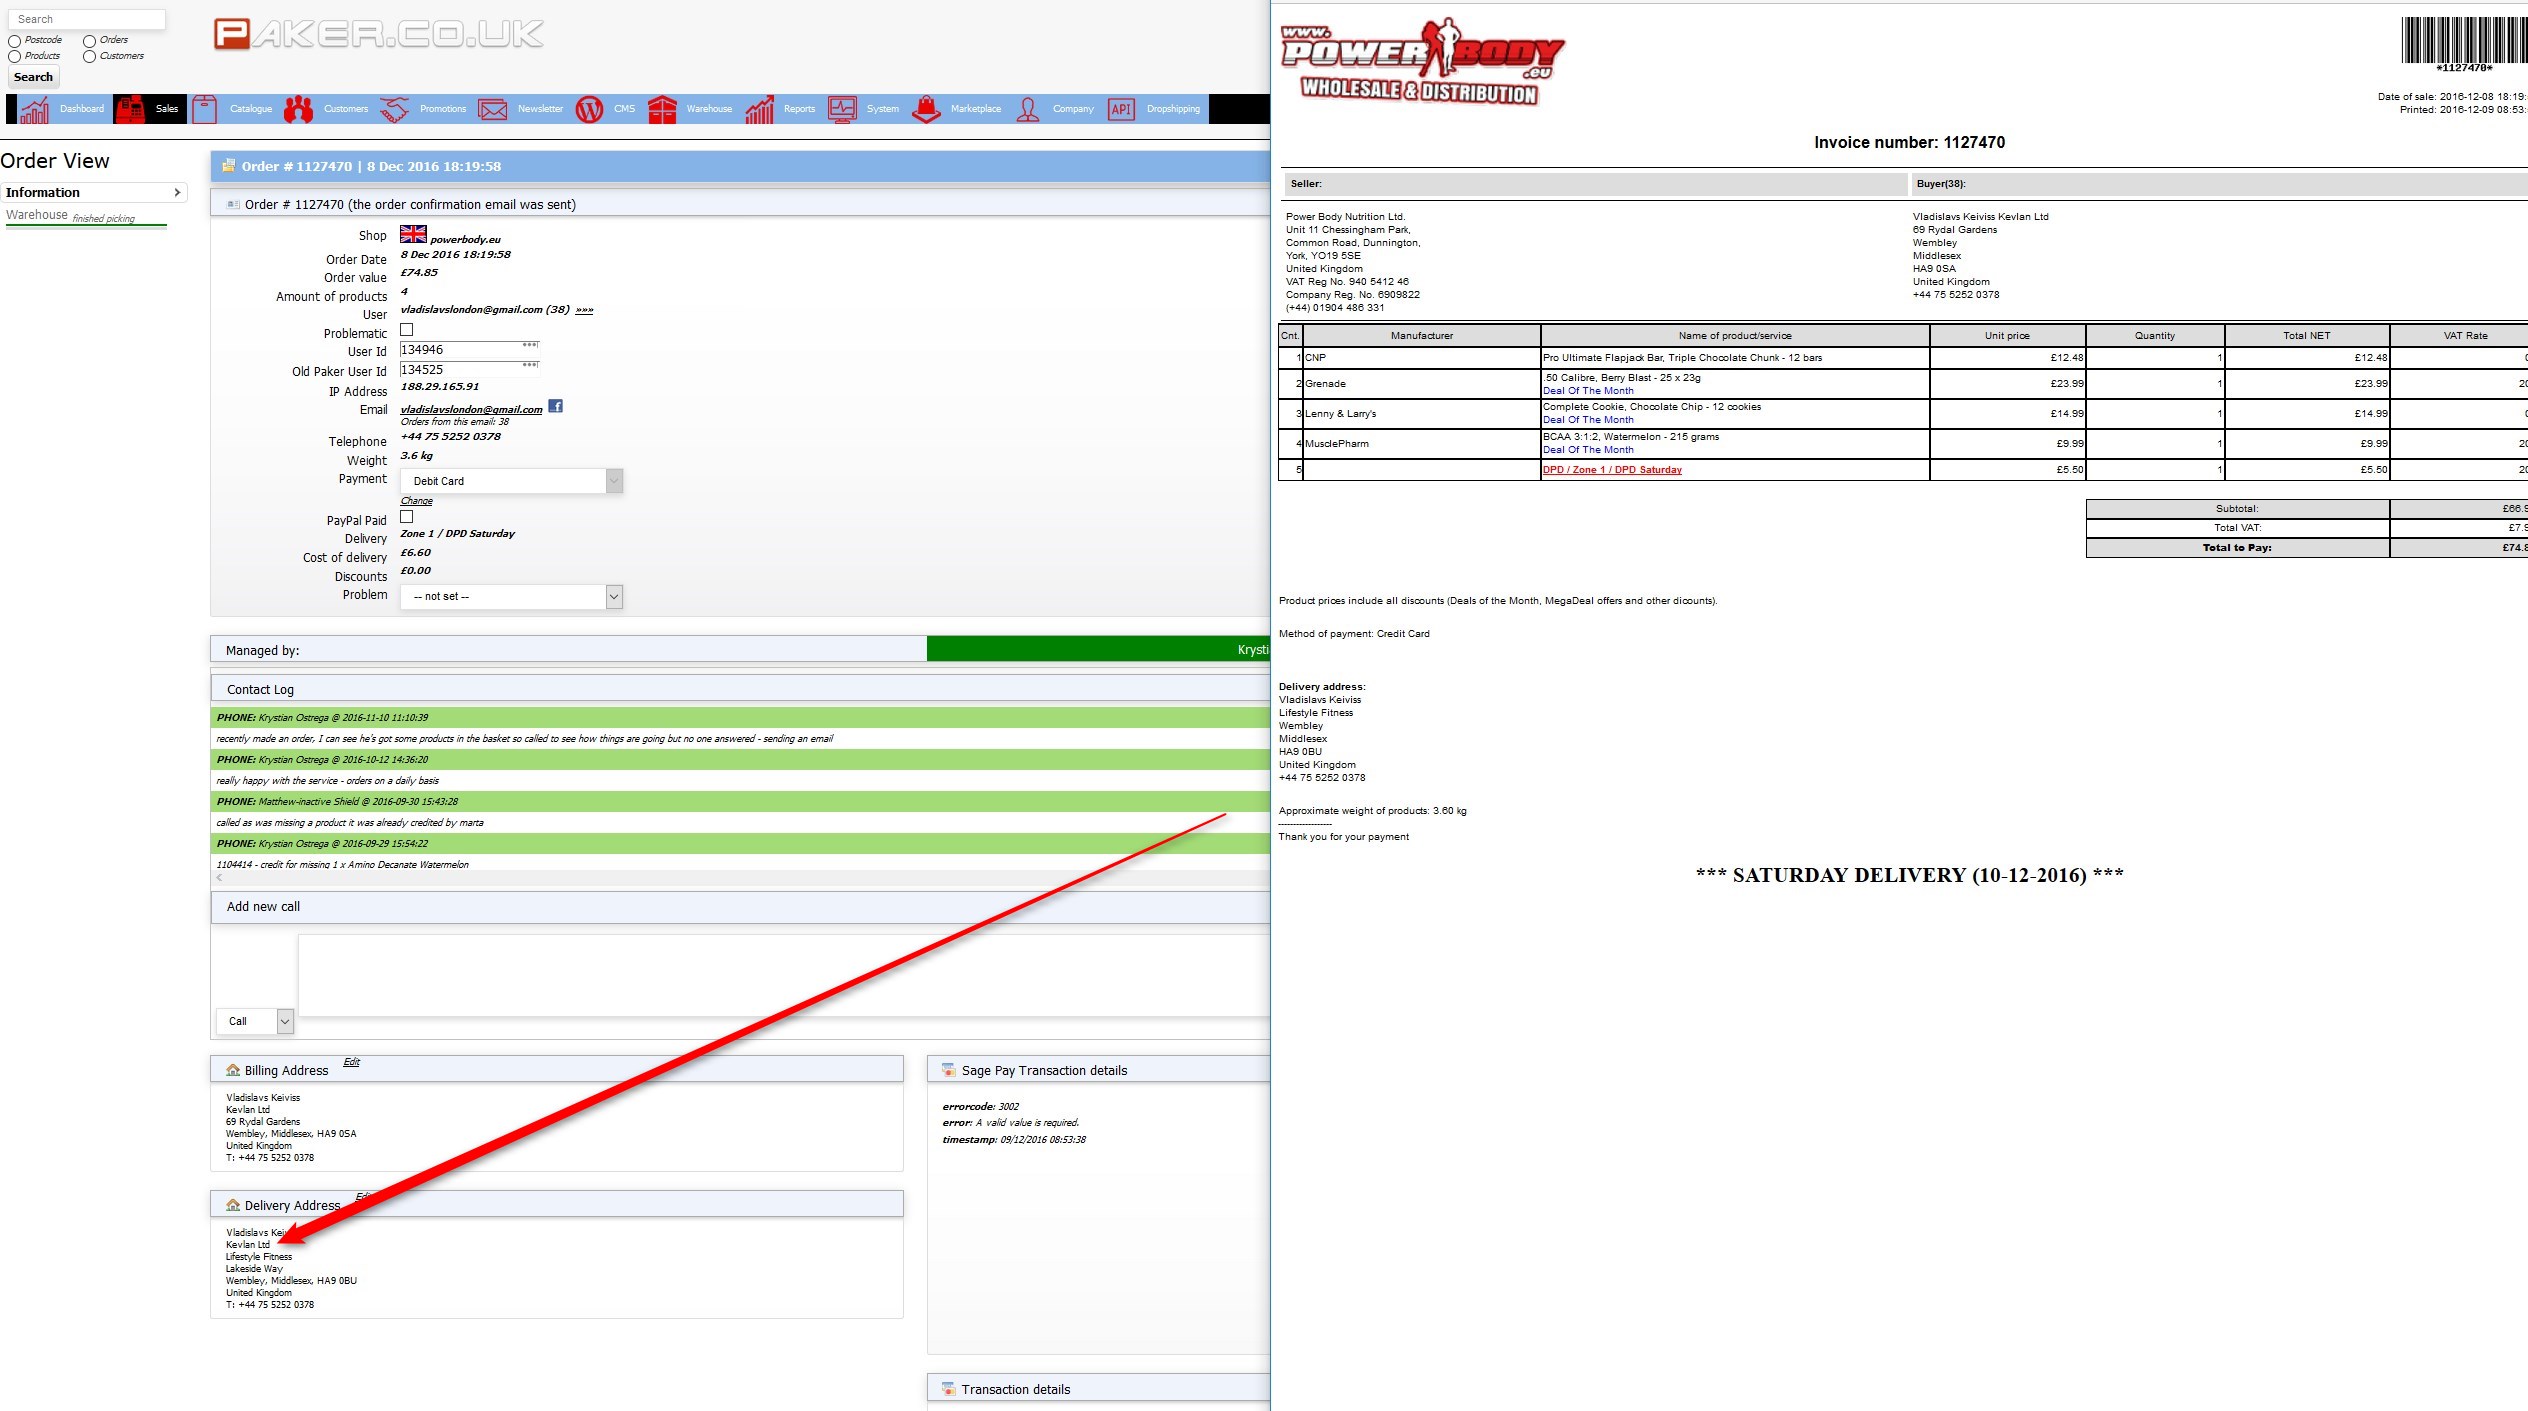 Search
Postcode Orders
Products Customers
Search
PAKER.CO.UK
Dashboard Sales Catalogue Customers Promotions Newsletter CMS Warehouse Reports System Marketplace Company API Dropshipping
Order View
Information
Warehouse finished picking
Order # 1127470 | 8 Dec 2016 18:19:58
Order # 1127470 (the order confirmation email was sent)
Shop powerbody.eu
Order Date 8 Dec 2016 18:19:58
Order value £74.85
Amount of products 4
User vladislavslondon@gmail.com (38) »»»
Problematic
User Id 134946
Old Paker User Id 134525
IP Address 188.29.165.91
Email vladislavslondon@gmail.com
Orders from this email: 38
Telephone +44 75 5252 0378
Weight 3.6 kg
Payment Debit Card
Change
PayPal Paid
Delivery Zone 1 / DPD Saturday
Cost of delivery £6.60
Discounts £0.00
Problem -- not set --
Managed by: Krysti
Contact Log
PHONE: Krystian Ostrega @ 2016-11-10 11:10:39
recently made an order, I can see he's got some products in the basket so called to see how things are going but no one answered - sending an email
PHONE: Krystian Ostrega @ 2016-10-12 14:36:20
really happy with the service - orders on a daily basis
PHONE: Matthew-inactive Shield @ 2016-09-30 15:43:28
called as was missing a product it was already credited by marta
PHONE: Krystian Ostrega @ 2016-09-29 15:54:22
1104414 - credit for missing 1 x Amino Decanate Watermelon
Add new call
Call
Billing Address Edit
Vladislavs Keiviss
Kevlan Ltd
69 Rydal Gardens
Wembley, Middlesex, HA9 0SA
United Kingdom
T: +44 75 5252 0378
Delivery Address
Vladislavs
Kevlan Ltd
Lifestyle Fitness
Lakeside Way
Wembley, Middlesex, HA9 0BU
United Kingdom
T: +44 75 5252 0378
Sage Pay Transaction details
errorcode: 3002
error: A valid value is required.
timestamp: 09/12/2016 08:53:38
Transaction details
www.
POWER BODY
.eu
WHOLESALE & DISTRIBUTION
*1127470*
Date of sale: 2016-12-08 18:19:
Printed: 2016-12-09 08:53:
Invoice number: 1127470
Seller: Buyer(38):
Power Body Nutrition Ltd.
Unit 11 Chessingham Park,
Common Road, Dunnington,
York, YO19 5SE
United Kingdom
VAT Reg No. 940 5412 46
Company Reg. No. 6909822
(+44) 01904 486 331
Vladislavs Keiviss Kevlan Ltd
69 Rydal Gardens
Wembley
Middlesex
HA9 0SA
United Kingdom
+44 75 5252 0378
Cnt. Manufacturer Name of product/service Unit price Quantity Total NET VAT Rate
1 CNP Pro Ultimate Flapjack Bar, Triple Chocolate Chunk - 12 bars £12.48 1 £12.48 0
2 Grenade .50 Calibre, Berry Blast - 25 x 23g £23.99 1 £23.99 20
Deal Of The Month
3 Lenny & Larry's Complete Cookie, Chocolate Chip - 12 cookies £14.99 1 £14.99 0
Deal Of The Month
4 MusclePharm BCAA 3:1:2, Watermelon - 215 grams £9.99 1 £9.99 20
Deal Of The Month
5 DPD / Zone 1 / DPD Saturday £5.50 1 £5.50 20
Subtotal: £66.9
Total VAT: £7.9
Total to Pay: £74.8
Product prices include all discounts (Deals of the Month, MegaDeal offers and other dicounts).
Method of payment: Credit Card
Delivery address:
Vladislavs Keiviss
Lifestyle Fitness
Wembley
Middlesex
HA9 0BU
United Kingdom
+44 75 5252 0378
Approximate weight of products: 3.60 kg
------------------
Thank you for your payment
*** SATURDAY DELIVERY (10-12-2016) ***